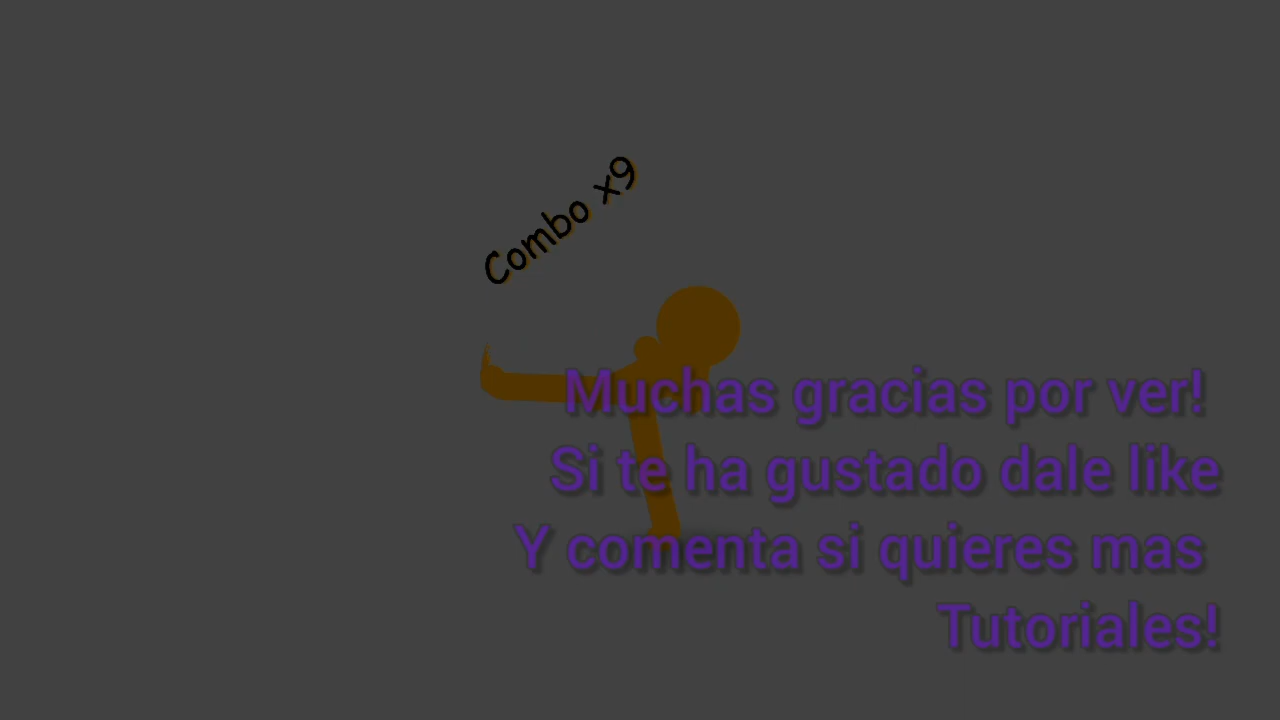 Combo x9
Muchas gracias por ver!
Si te ha gustado dale like
Y comenta si quieres mas
Tutoriales!